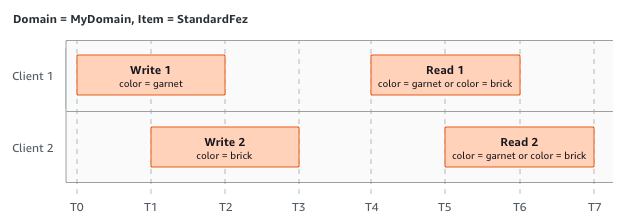 Domain = MyDomain, Item = StandardFez
Client 1
Write 1
color = garnet
Read 1
color = garnet or color = brick
Client 2
Write 2
color = brick
Read 2
color = garnet or color = brick
T0 T1 T2 T3 T4 T5 T6 T7